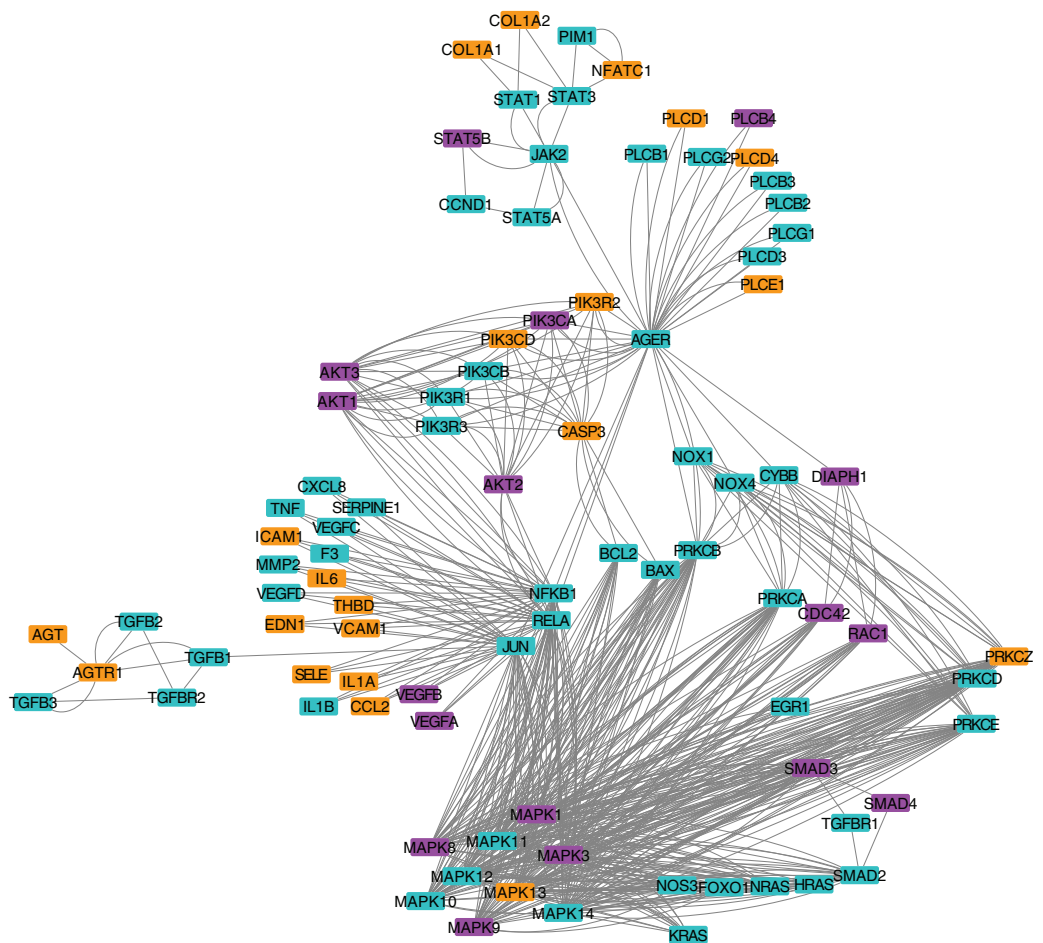 COL1A2
PIM1
COL1A1
NFATC1
STAT1
STAT3
PLCD1
PLCB4
STAT5B
JAK2
PLCB1
PLCG2
PLCD4
PLCB3
CCND1
STAT5A
PLCB2
PLCG1
PLCD3
PLCE1
PIK3R2
PIK3CA
PIK3CD
AGER
AKT3
PIK3CB
AKT1
PIK3R1
PIK3R3
CASP3
NOX1
AKT2
NOX4
CYBB
DIAPH1
CXCL8
TNF
SERPINE1
VEGFC
ICAM1
F3
BCL2
PRKCB
MMP2
IL6
BAX
VEGFD
NFKB1
THBD
PRKCA
CDC42
EDN1
VCAM1
RELA
RAC1
TGFB2
AGT
JUN
TGFB1
AGTR1
PRKCZ
SELE
IL1A
PRKCD
TGFB3
TGFBR2
VEGFB
IL1B
CCL2
VEGFA
EGR1
PRKCE
SMAD3
SMAD4
MAPK1
TGFBR1
MAPK11
MAPK8
MAPK3
MAPK12
SMAD2
MAPK13
NOS3
FOXO1
NRAS
HRAS
MAPK10
MAPK14
MAPK9
KRAS